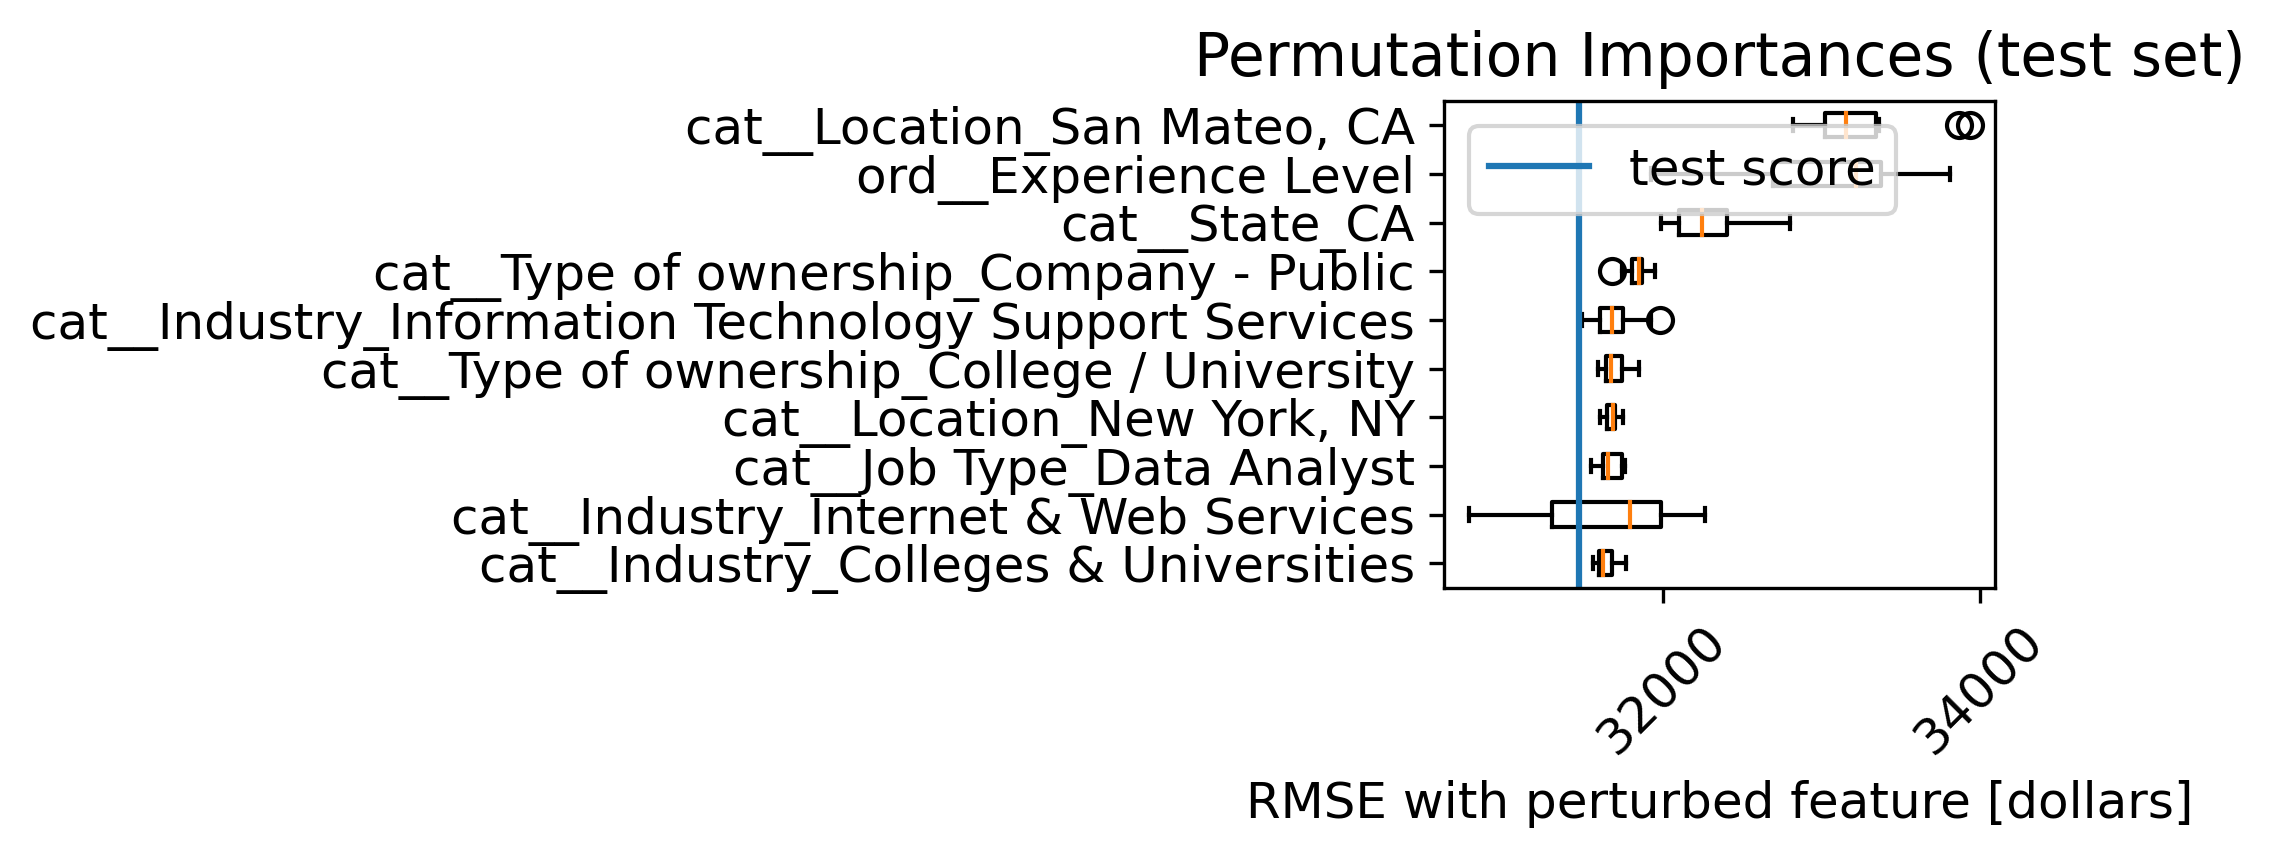 Permutation Importances (test set)
cat__Location_San Mateo, CA
ord__Experience Level
cat__State_CA
cat__Type of ownership_Company - Public
cat__Industry_Information Technology Support Services
cat__Type of ownership_College / University
cat__Location_New York, NY
cat__Job Type_Data Analyst
cat__Industry_Internet & Web Services
cat__Industry_Colleges & Universities
test score
32000
34000
RMSE with perturbed feature [dollars]